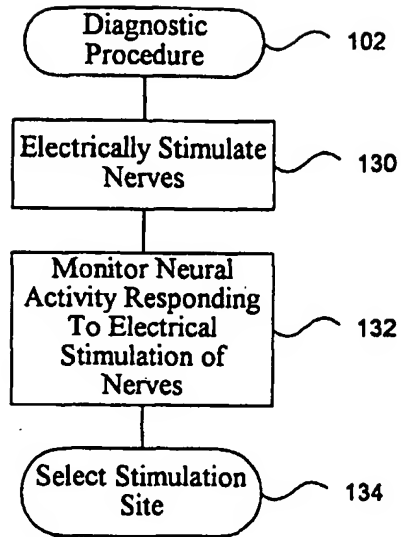 Diagnostic
Procedure
102
Electrically Stimulate
Nerves
130
Monitor Neural
Activity Responding
To Electrical
Stimulation of
Nerves
132
Select Stimulation
Site
134